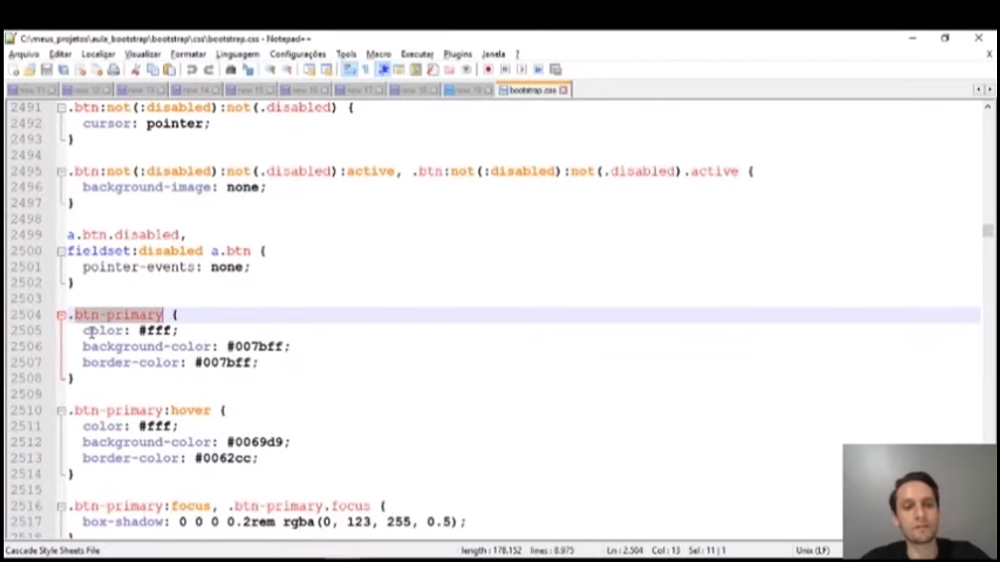 C:\meus_projetos\aula_bootstrap\bootstrap\css\bootstrap.css - Notepad++
Arquivo Editar Localizar Visualizar Formatar Linguagem Configurações Tools Macro Executar Plugins Janela ? X
new 11 new 12 new 13 new 14 new 15 new 16 new 17 new 18 new 19 bootstrap.css
2491 .btn:not(:disabled):not(.disabled) {
2492 cursor: pointer;
2493 }
2494
2495 .btn:not(:disabled):not(.disabled):active, .btn:not(:disabled):not(.disabled).active {
2496 background-image: none;
2497 }
2498
2499 a.btn.disabled,
2500 fieldset:disabled a.btn {
2501 pointer-events: none;
2502 }
2503
2504 .btn-primary {
2505 color: #fff;
2506 background-color: #007bff;
2507 border-color: #007bff;
2508 }
2509
2510 .btn-primary:hover {
2511 color: #fff;
2512 background-color: #0069d9;
2513 border-color: #0062cc;
2514 }
2515
2516 .btn-primary:focus, .btn-primary.focus {
2517 box-shadow: 0 0 0 0.2rem rgba(0, 123, 255, 0.5);
2518 }
Cascade Style Sheets File length : 178.152 lines : 8.975 Ln : 2.504 Col : 13 Sel : 11 | 1 Unix (LF)